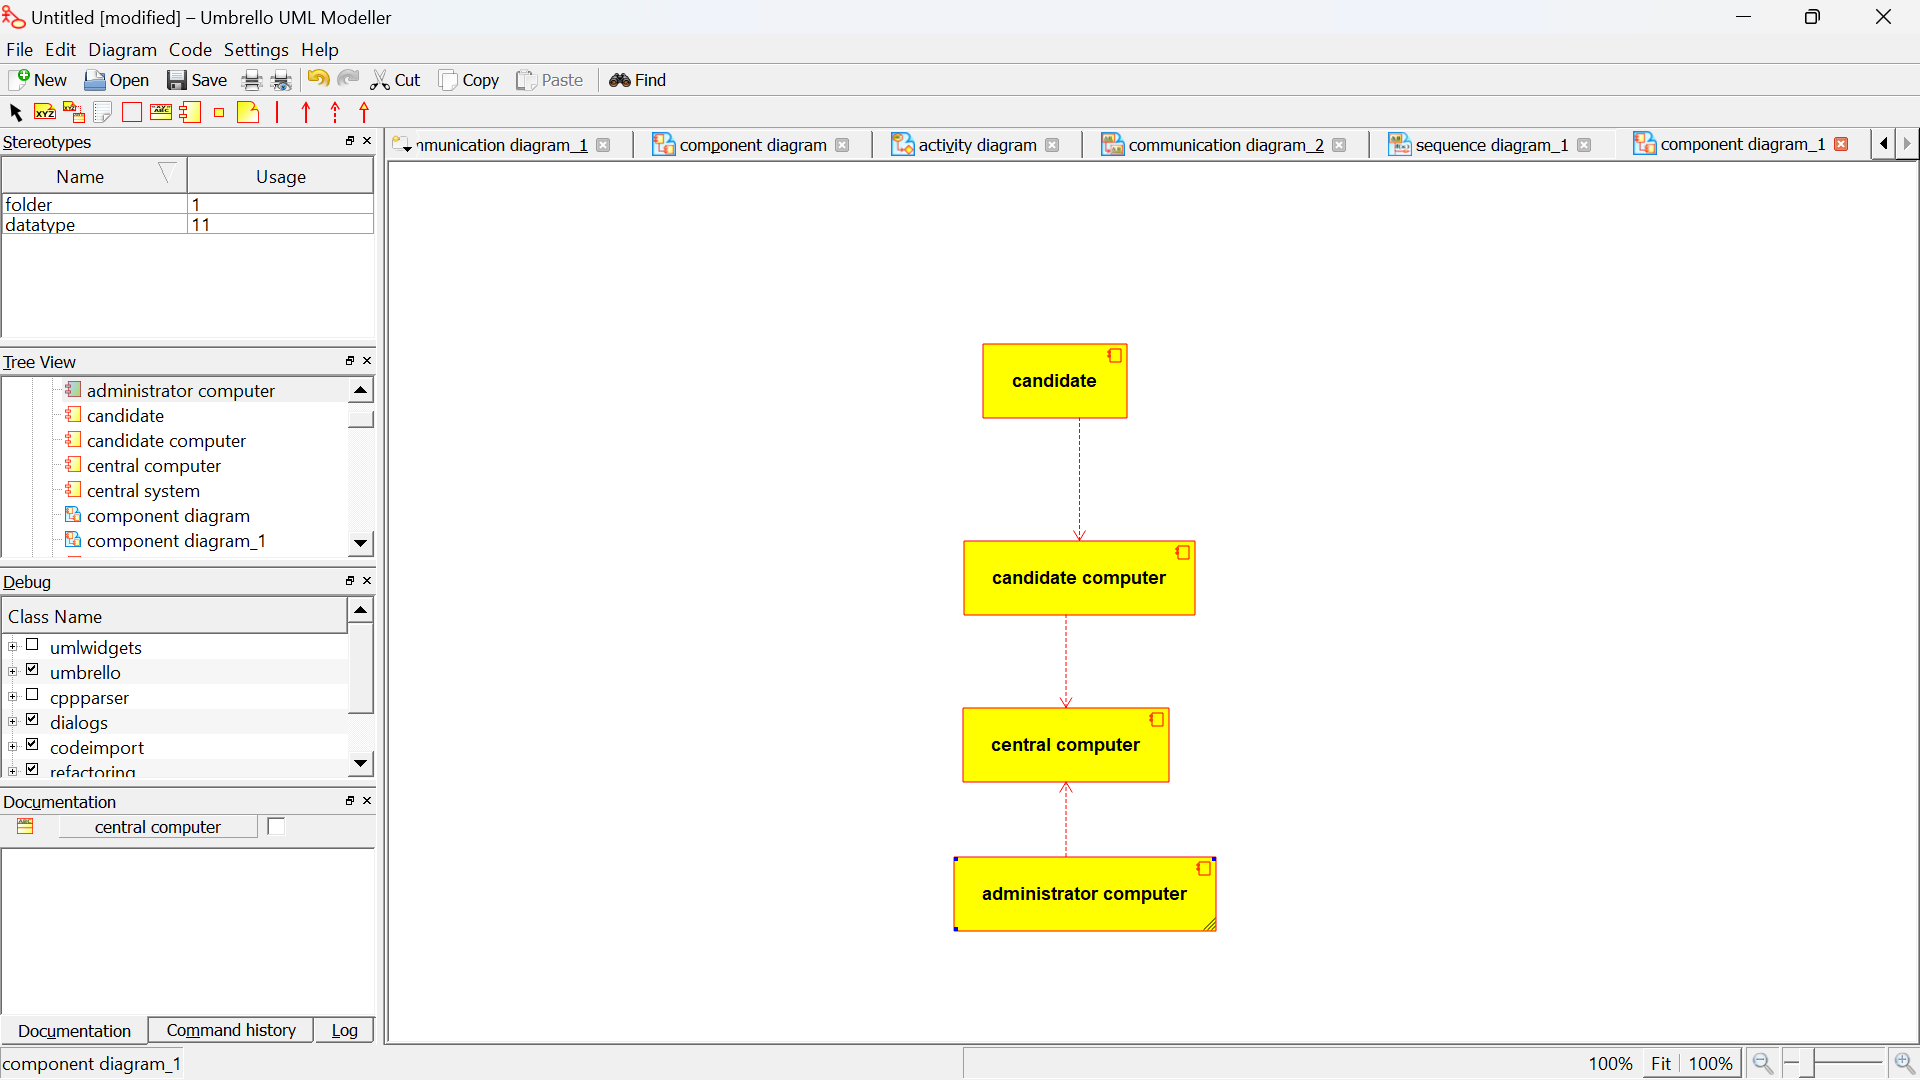 Untitled [modified] – Umbrello UML Modeller
File Edit Diagram Code Settings Help
New Open Save Cut Copy Paste Find
Stereotypes
Name Usage
folder 1
datatype 11
Tree View
administrator computer
candidate
candidate computer
central computer
central system
component diagram
component diagram_1
Debug
Class Name
umlwidgets
umbrello
cppparser
dialogs
codeimport
refactoring
Documentation
central computer
Documentation Command history Log
component diagram_1
nmunication diagram_1 component diagram activity diagram communication diagram_2 sequence diagram_1 component diagram_1
candidate
candidate computer
central computer
administrator computer
100% Fit 100%